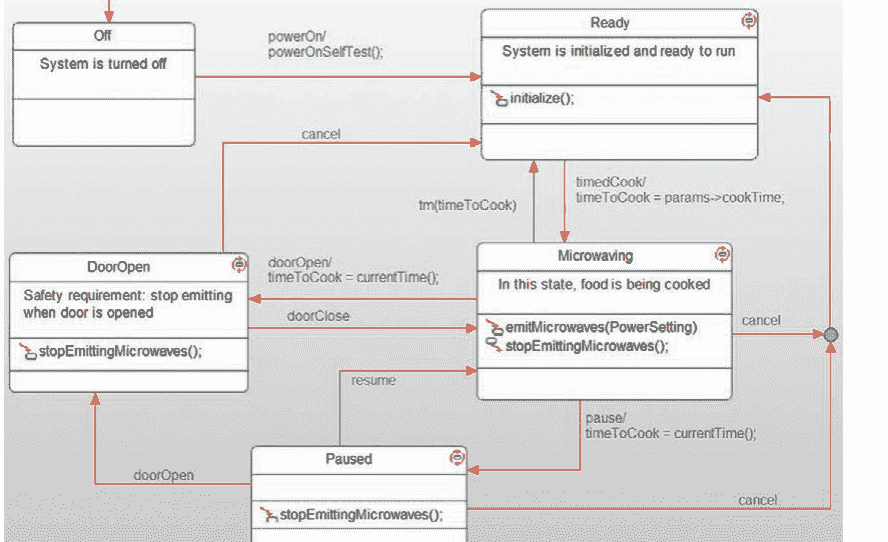 Off
System is turned off
powerOn/
powerOnSelfTest();
Ready
System is initialized and ready to run
initialize();
cancel
tm(timeToCook)
timedCook/
timeToCook = params->cookTime;
DoorOpen
Safety requirement: stop emitting
when door is opened
stopEmittingMicrowaves();
doorOpen/
timeToCook = currentTime();
doorClose
Microwaving
In this state, food is being cooked
emitMicrowaves(PowerSetting)
stopEmittingMicrowaves();
cancel
resume
pause/
timeToCook = currentTime();
doorOpen
Paused
stopEmittingMicrowaves();
cancel